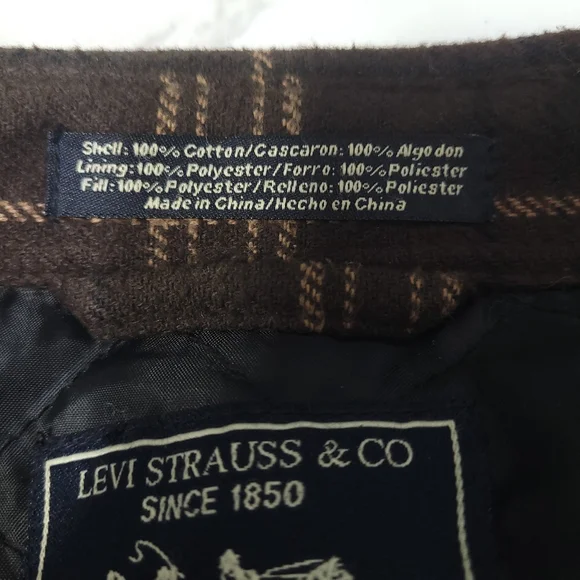 Shell: 100% Cotton/Cascaron: 100% Algodon
Lining: 100% Polyester/Forro: 100% Poliester
Fill: 100% Polyester/Relleno: 100% Poliester
Made in China/Hecho en China
LEVI STRAUSS & CO
SINCE 1850